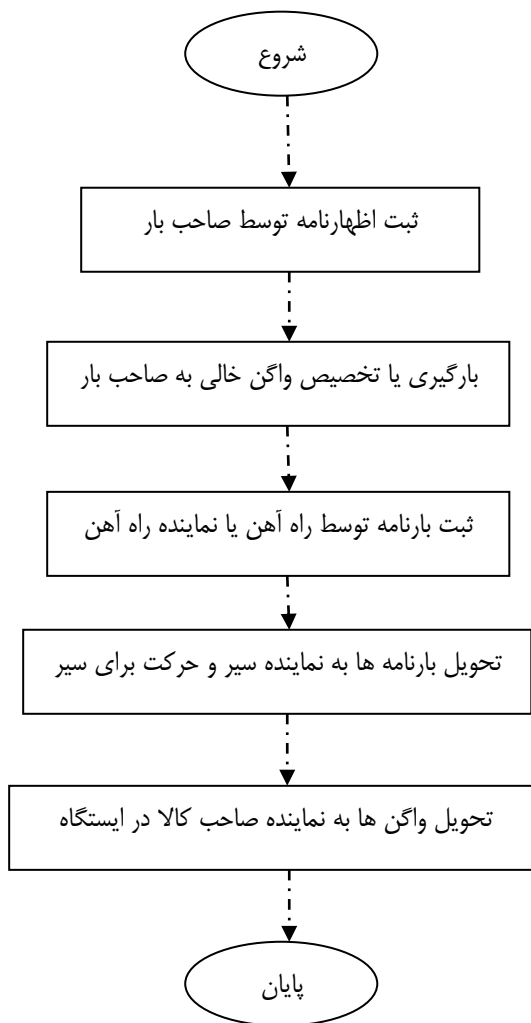 شروع
ثبت اظهارنامه توسط صاحب بار
بارگیری یا تخصیص واگن خالی به صاحب بار
ثبت بارنامه توسط راه آهن یا نماینده راه آهن
تحویل بارنامه ها به نماینده سیر و حرکت برای سیر
تحویل واگن ها به نماینده صاحب کالا در ایستگاه
پایان